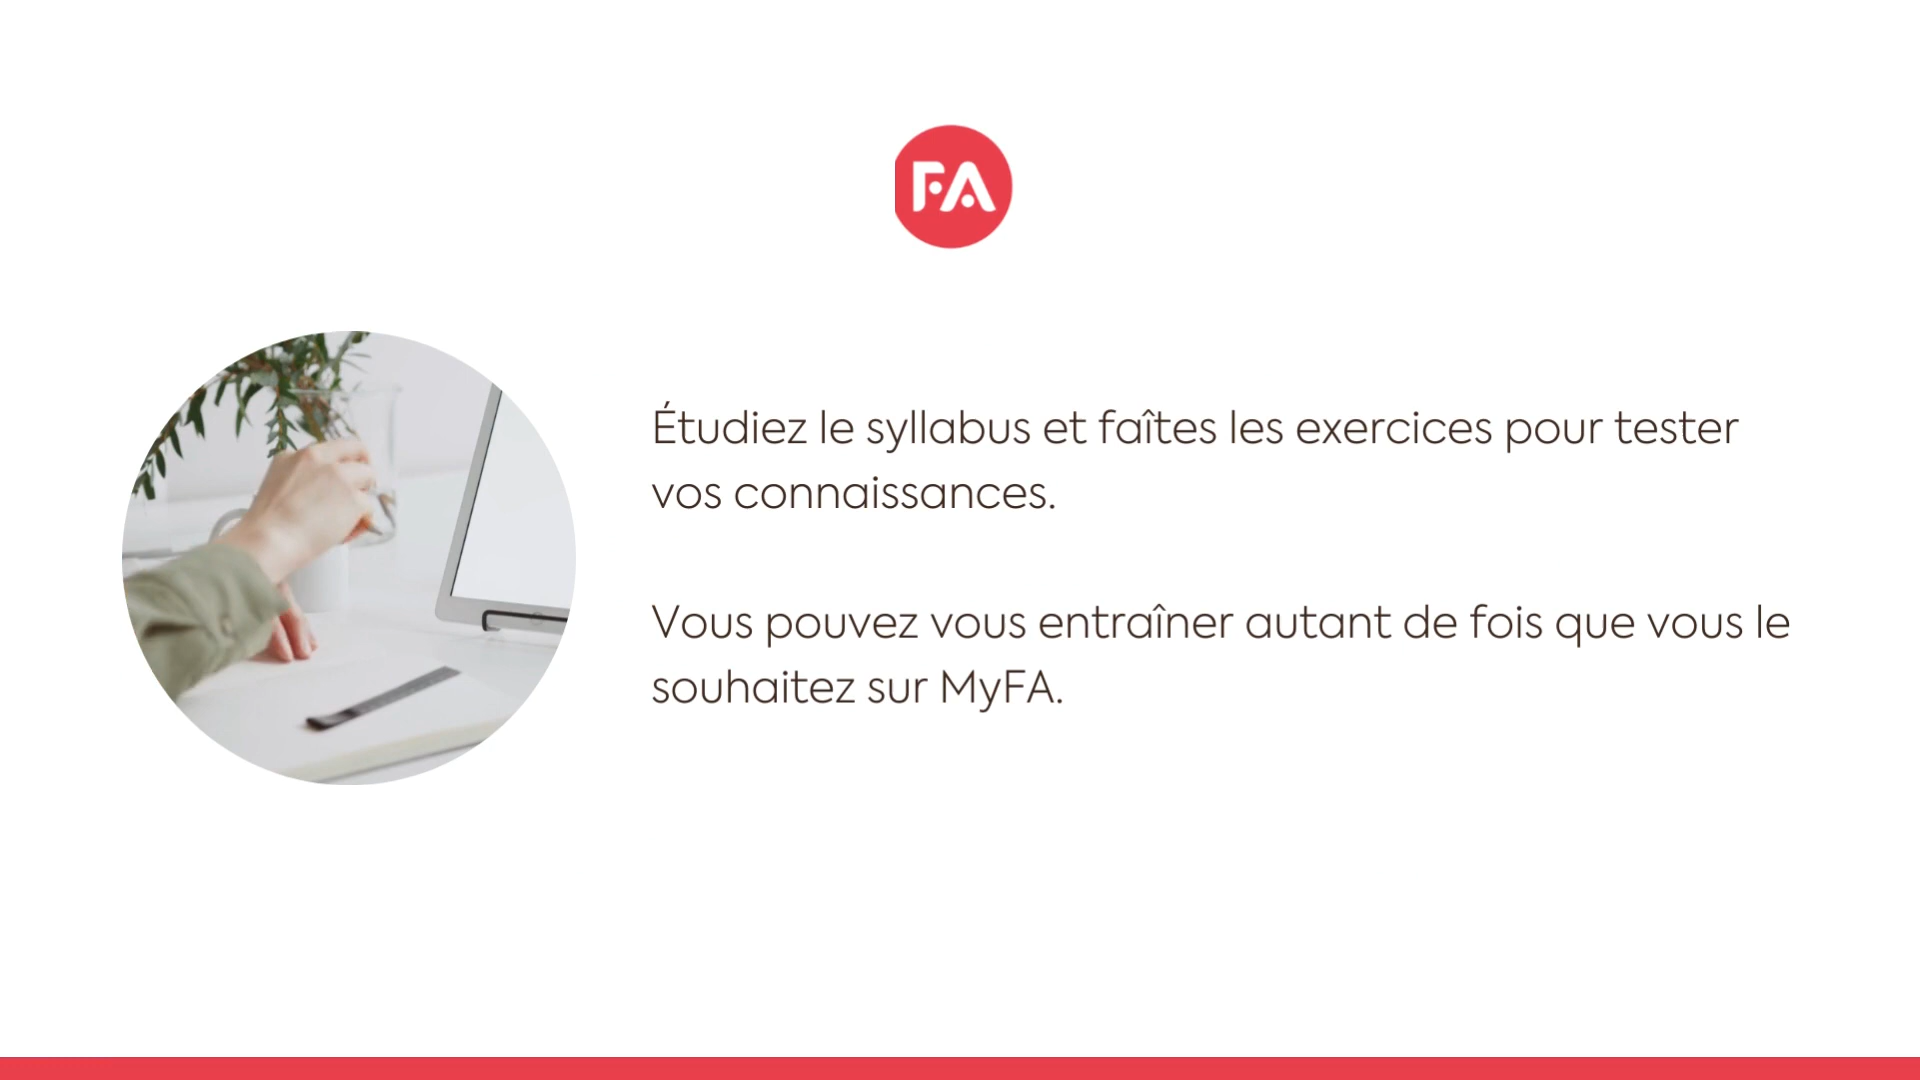 FA
Étudiez le syllabus et faîtes les exercices pour tester
vos connaissances.
Vous pouvez vous entraîner autant de fois que vous le
souhaitez sur MyFA.